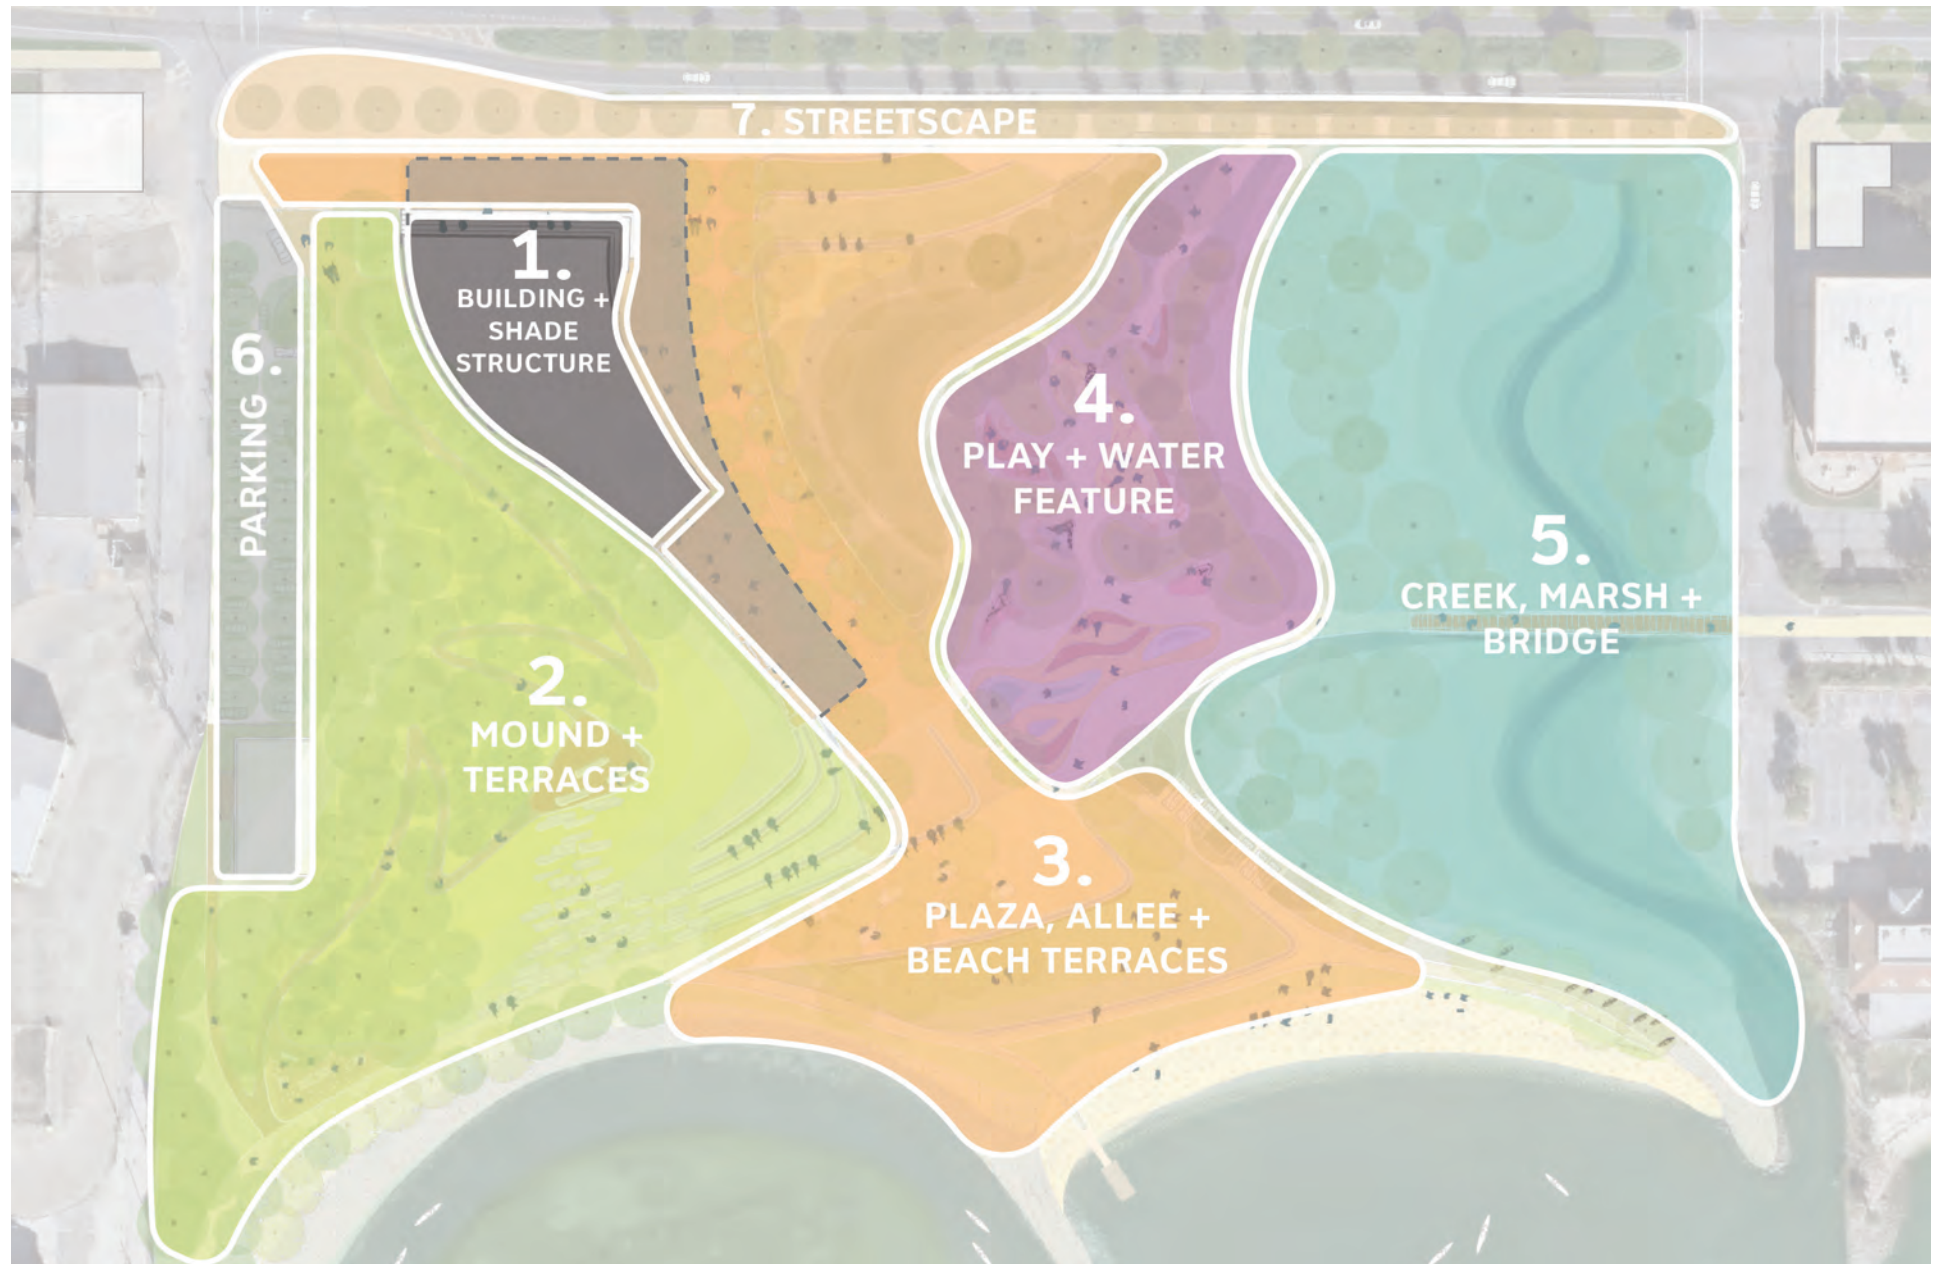 7. STREETSCAPE
1.
BUILDING +
SHADE
STRUCTURE
6.
PARKING
4.
PLAY + WATER
FEATURE
5.
CREEK, MARSH +
BRIDGE
2.
MOUND +
TERRACES
3.
PLAZA, ALLEE +
BEACH TERRACES